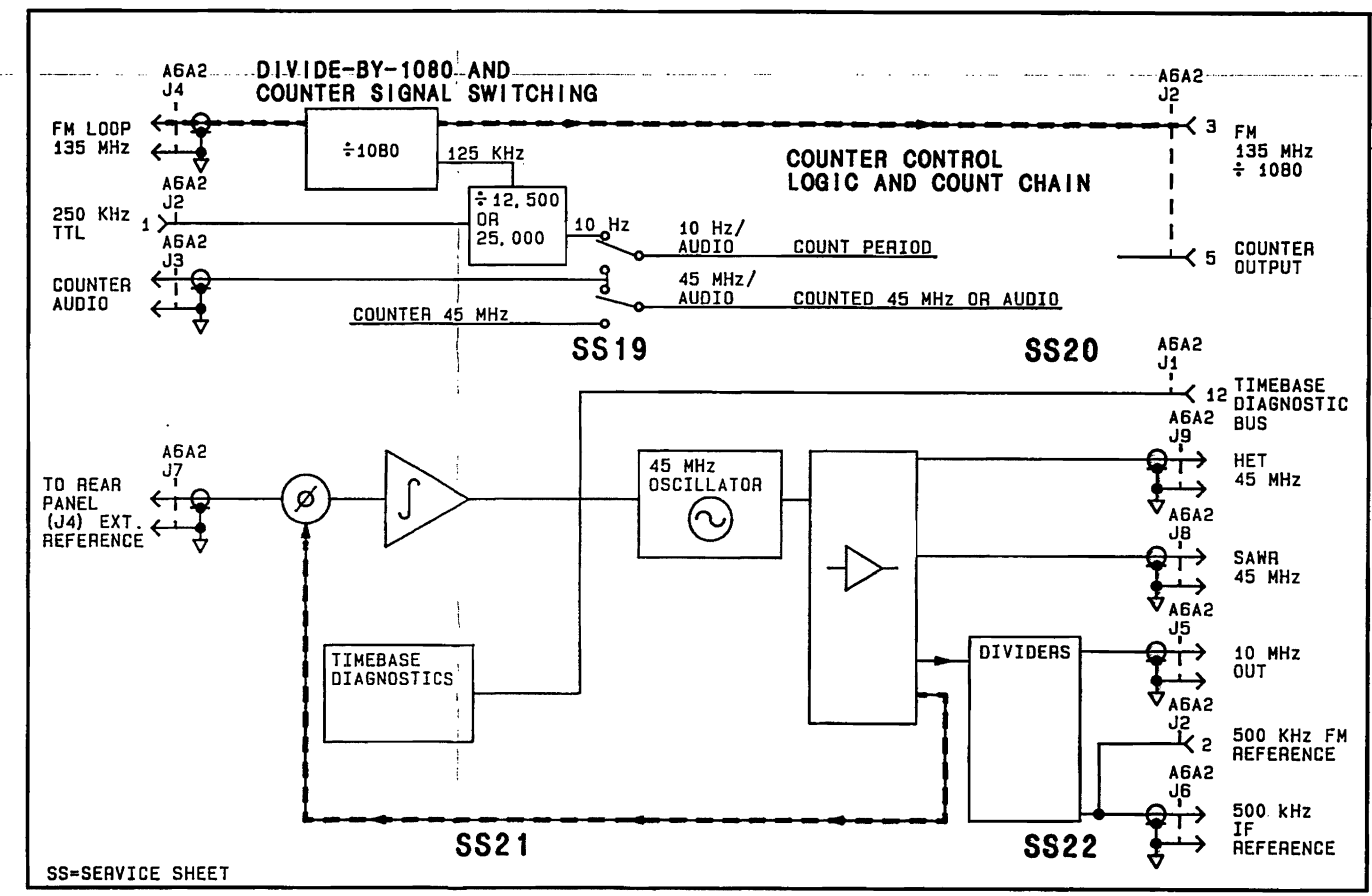 A6A2
J4
DIVIDE-BY-1080 AND
COUNTER SIGNAL SWITCHING
A6A2
J2
FM LOOP
135 MHz
÷1080
125 KHz
3
FM
135 MHz
÷ 1080
COUNTER CONTROL
LOGIC AND COUNT CHAIN
A6A2
J2
250 KHz
TTL
1
÷12,500
OR
25,000
10 Hz
10 Hz/
AUDIO
COUNT PERIOD
5
COUNTER
OUTPUT
A6A2
J3
COUNTER
AUDIO
45 MHz/
AUDIO
COUNTED 45 MHz OR AUDIO
COUNTER 45 MHz
SS19
SS20
A6A2
J1
12
TIMEBASE
DIAGNOSTIC
BUS
A6A2
J7
TO REAR
PANEL
(J4) EXT.
REFERENCE
ø
∫
45 MHz
OSCILLATOR
A6A2
J9
HET
45 MHz
A6A2
J8
SAWR
45 MHz
TIMEBASE
DIAGNOSTICS
DIVIDERS
A6A2
J5
10 MHz
OUT
A6A2
J2
2
500 KHz FM
REFERENCE
A6A2
J6
500 kHz
IF
REFERENCE
SS21
SS22
SS=SERVICE SHEET